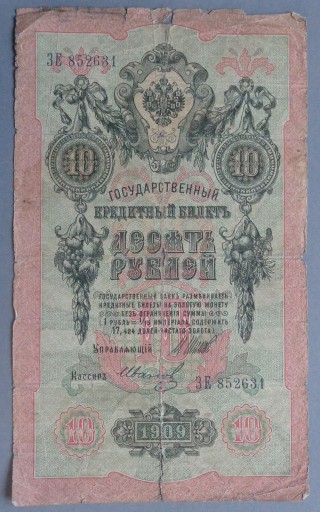 ЗЕ 852631
10 10
ГОСУДАРСТВЕННЫЙ
КРЕДИТНЫЙ БИЛЕТЪ
ДЕСЯТЬ
РУБЛЕЙ
ГОСУДАРСТВЕННЫЙ БАНКЪ РАЗМѢНИВАЕТЪ
КРЕДИТНЫЕ БИЛЕТЫ НА ЗОЛОТУЮ МОНЕТУ
БЕЗЪ ОГРАНИЧЕНІЯ СУММЫ
1 РУБЛЬ = 1/15 ИМПЕРІАЛА, СОДЕРЖИТЪ
17,424 ДОЛЕЙ ЧИСТАГО ЗОЛОТА
УПРАВЛЯЮЩІЙ
Кассиръ
ЗЕ 852631
10 1909 10